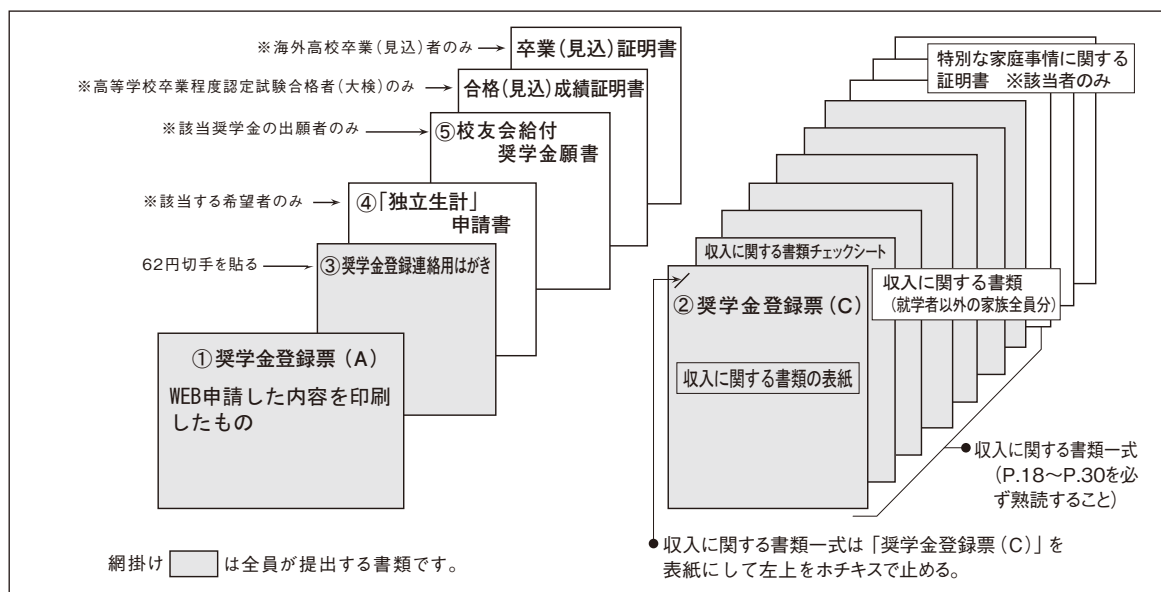 ※海外高校卒業(見込)者のみ
卒業(見込)証明書
※高等学校卒業程度認定試験合格者(大検)のみ
合格(見込)成績証明書
※該当奨学金の出願者のみ
⑤校友会給付
奨学金願書
※該当する希望者のみ
④「独立生計」
申請書
62円切手を貼る
③奨学金登録連絡用はがき
①奨学金登録票(A)
WEB申請した内容を印刷
したもの
網掛け は全員が提出する書類です。
特別な家庭事情に関する
証明書 ※該当者のみ
収入に関する書類チェックシート
収入に関する書類
(就学者以外の家族全員分)
②奨学金登録票(C)
収入に関する書類の表紙
●収入に関する書類一式
(P.18〜P.30を必
ず熟読すること)
●収入に関する書類一式は「奨学金登録票(C)」を
表紙にして左上をホチキスで止める。